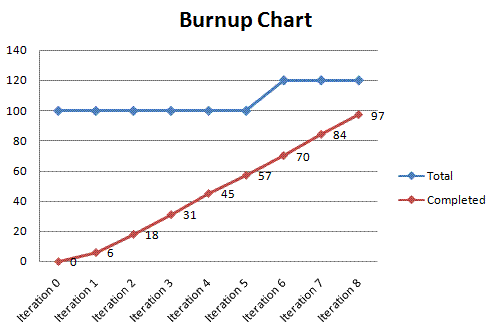 Burnup Chart
140
120
100
80
60
40
20
0
0
6
18
31
45
57
70
84
97
Iteration 0
Iteration 1
Iteration 2
Iteration 3
Iteration 4
Iteration 5
Iteration 6
Iteration 7
Iteration 8
Total
Completed